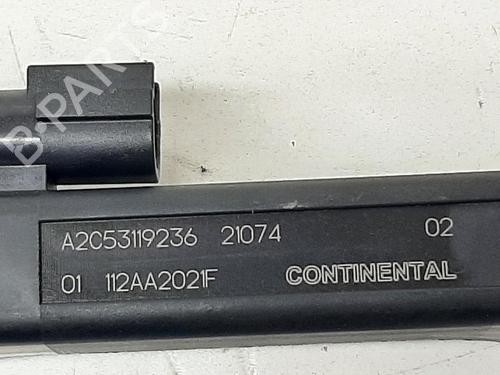 B-PARTS
A2C53119236 21074 02
01 112AA2021F CONTINENTAL